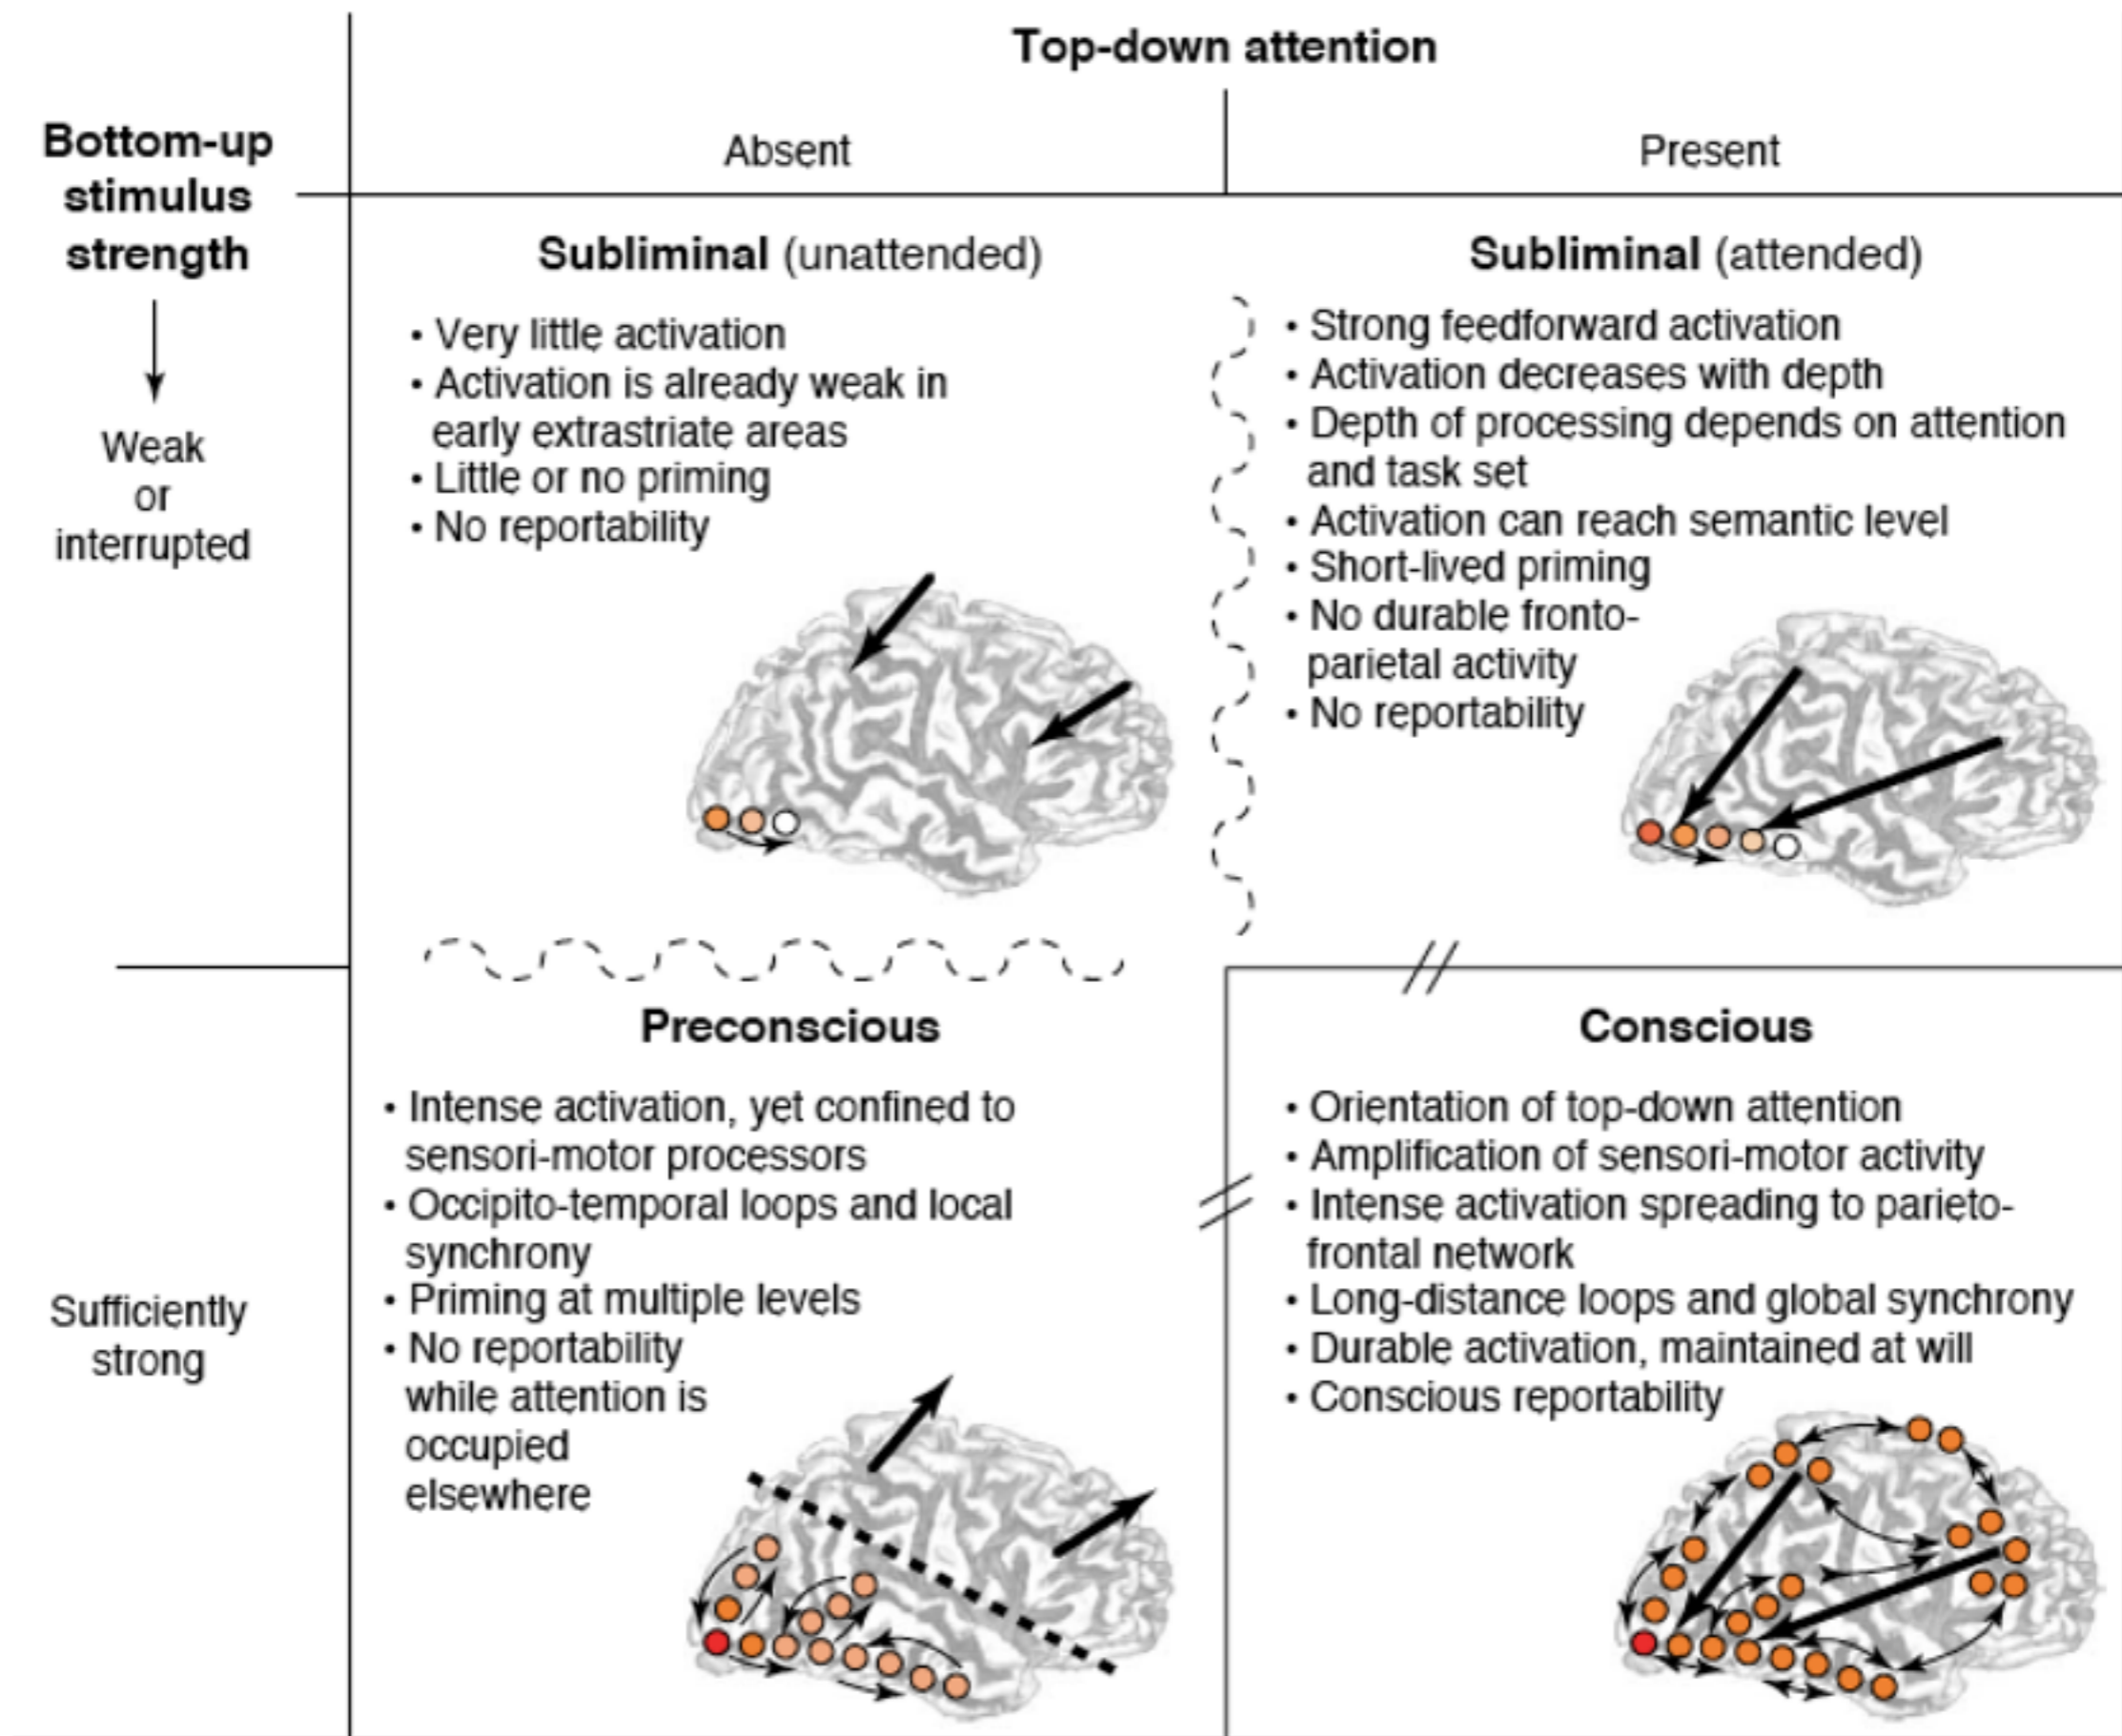 Top-down attention
Bottom-up
stimulus
strength
Absent
Present
Weak
or
interrupted
Subliminal (unattended)
• Very little activation
• Activation is already weak in
early extrastriate areas
• Little or no priming
• No reportability
Subliminal (attended)
• Strong feedforward activation
• Activation decreases with depth
• Depth of processing depends on attention
and task set
• Activation can reach semantic level
• Short-lived priming
• No durable fronto-
parietal activity
• No reportability
Sufficiently
strong
Preconscious
• Intense activation, yet confined to
sensori-motor processors
• Occipito-temporal loops and local
synchrony
• Priming at multiple levels
• No reportability
while attention is
occupied
elsewhere
Conscious
• Orientation of top-down attention
• Amplification of sensori-motor activity
• Intense activation spreading to parieto-
frontal network
• Long-distance loops and global synchrony
• Durable activation, maintained at will
• Conscious reportability